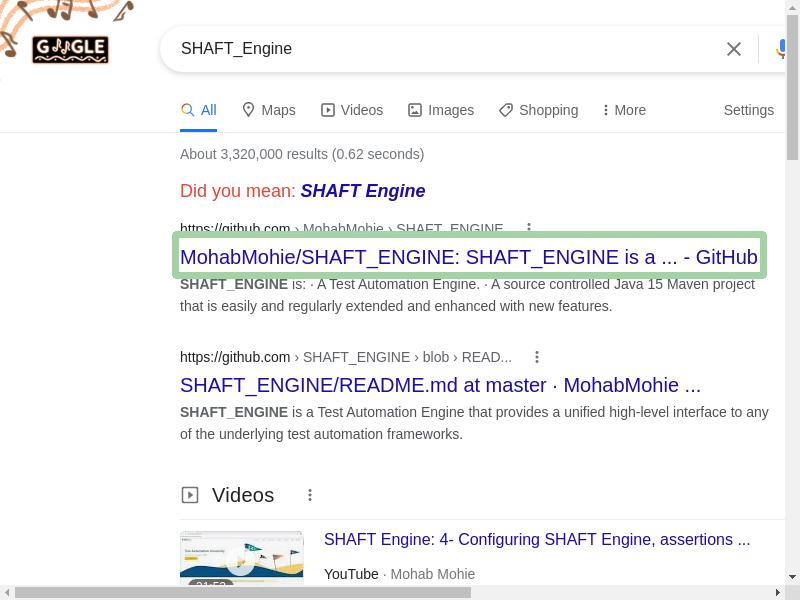 GOOGLE
SHAFT_Engine
All Maps Videos Images Shopping More Settings
About 3,320,000 results (0.62 seconds)
Did you mean: SHAFT Engine
https://github.com › MohabMohie › SHAFT_ENGINE
MohabMohie/SHAFT_ENGINE: SHAFT_ENGINE is a ... - GitHub
SHAFT_ENGINE is: · A Test Automation Engine. · A source controlled Java 15 Maven project
that is easily and regularly extended and enhanced with new features.
https://github.com › SHAFT_ENGINE › blob › READ...
SHAFT_ENGINE/README.md at master · MohabMohie ...
SHAFT_ENGINE is a Test Automation Engine that provides a unified high-level interface to any
of the underlying test automation frameworks.
Videos
SHAFT Engine: 4- Configuring SHAFT Engine, assertions ...
YouTube · Mohab Mohie